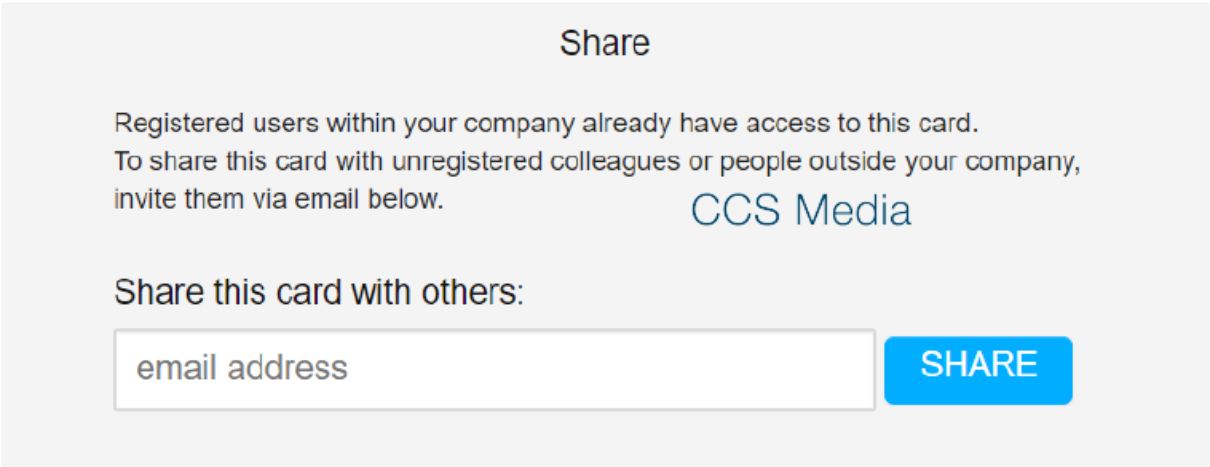 Share
Registered users within your company already have access to this card.
To share this card with unregistered colleagues or people outside your company,
invite them via email below.
CCS Media
Share this card with others:
email address
SHARE